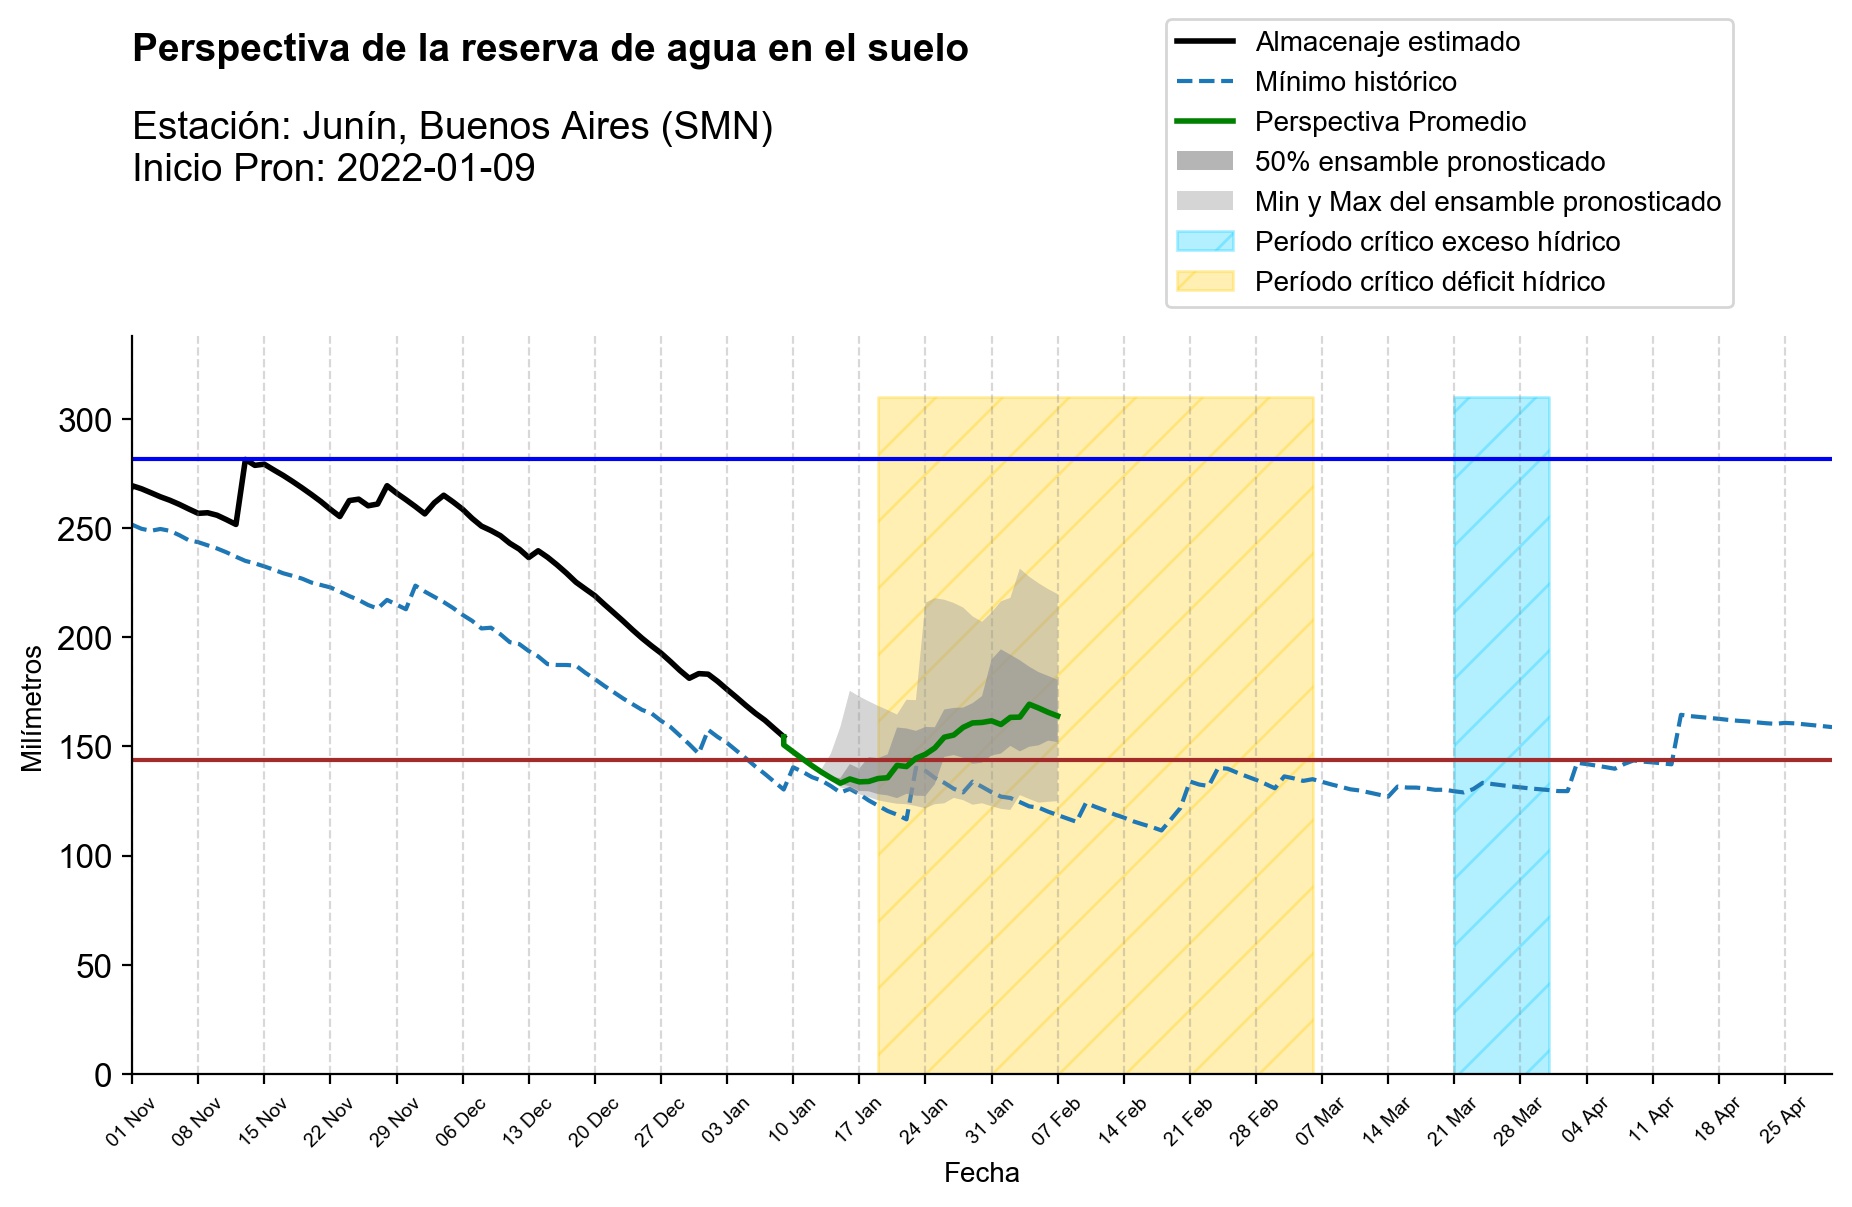 Perspectiva de la reserva de agua en el suelo
Estación: Junín, Buenos Aires (SMN)
Inicio Pron: 2022-01-09
Almacenaje estimado
Mínimo histórico
Perspectiva Promedio
50% ensamble pronosticado
Min y Max del ensamble pronosticado
Período crítico exceso hídrico
Período crítico déficit hídrico
Milímetros
300
250
200
150
100
50
0
01 Nov
08 Nov
15 Nov
22 Nov
29 Nov
06 Dec
13 Dec
20 Dec
27 Dec
03 Jan
10 Jan
17 Jan
24 Jan
31 Jan
07 Feb
14 Feb
21 Feb
28 Feb
07 Mar
14 Mar
21 Mar
28 Mar
04 Apr
11 Apr
18 Apr
25 Apr
Fecha